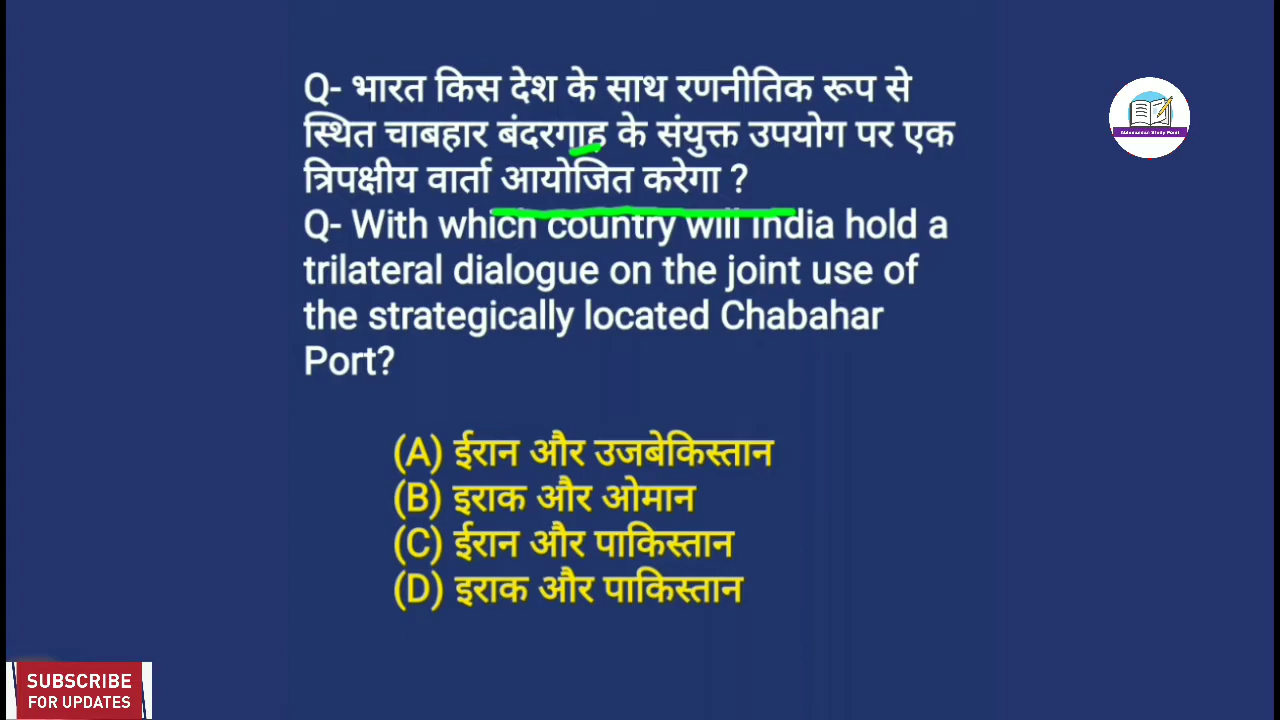 Q- भारत किस देश के साथ रणनीतिक रूप से
स्थित चाबहार बंदरगाह के संयुक्त उपयोग पर एक
त्रिपक्षीय वार्ता आयोजित करेगा ?
Q- With which country will India hold a
trilateral dialogue on the joint use of
the strategically located Chabahar
Port?
(A) ईरान और उजबेकिस्तान
(B) इराक और ओमान
(C) ईरान और पाकिस्तान
(D) इराक और पाकिस्तान
SUBSCRIBE
FOR UPDATES